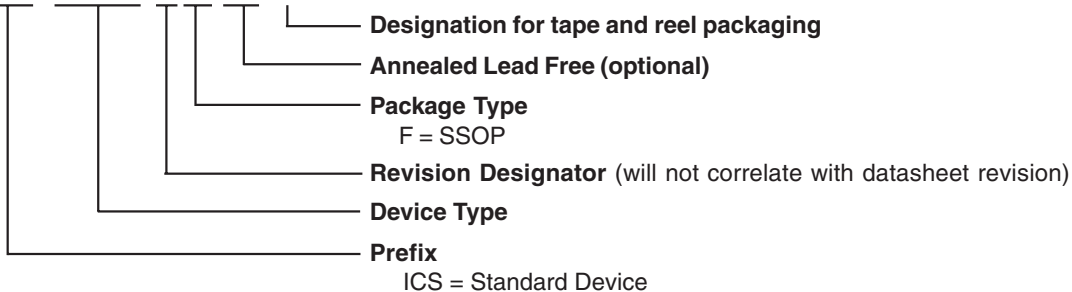 Designation for tape and reel packaging
Annealed Lead Free (optional)
Package Type
F = SSOP
Revision Designator (will not correlate with datasheet revision)
Device Type
Prefix
ICS = Standard Device